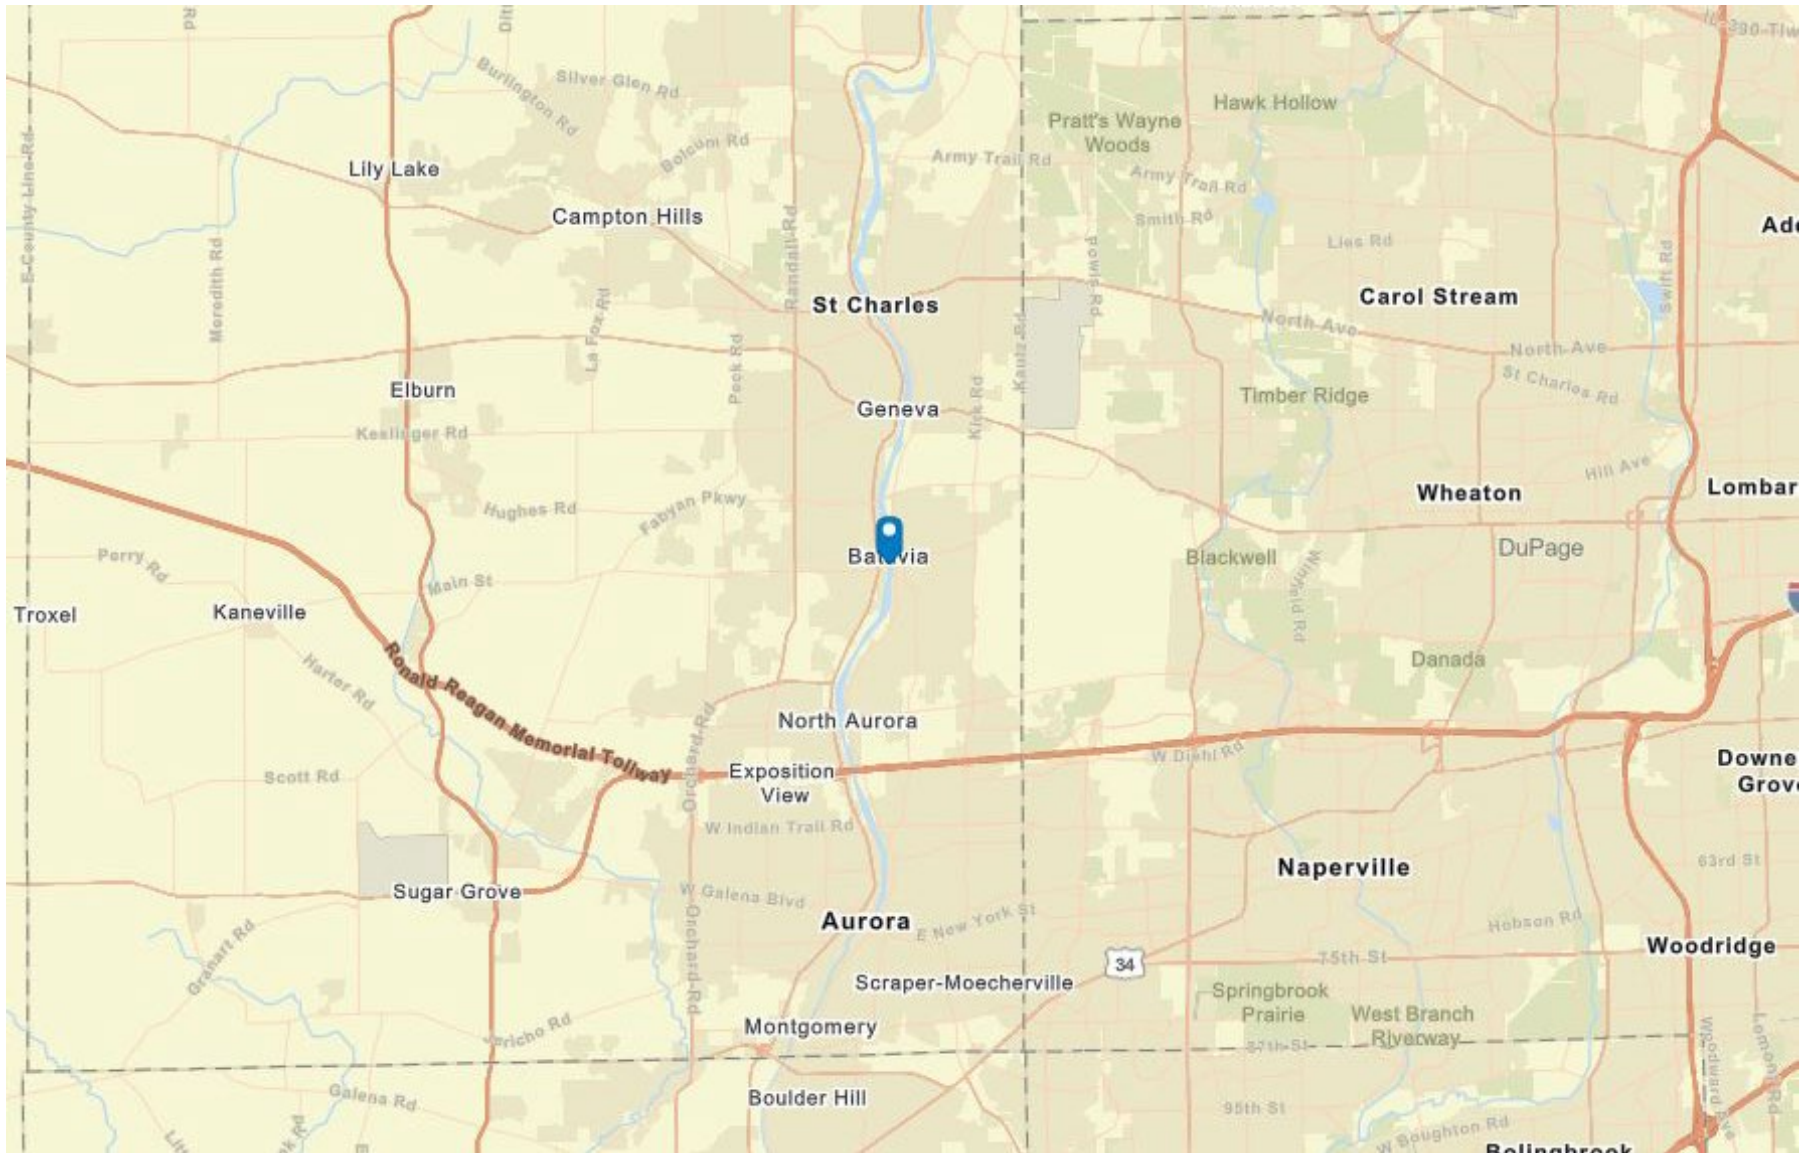 Rd
IL-390-Tlw
Silver Glen Rd
Burlington Rd
Hawk Hollow
Pratt's Wayne
Woods
Bolcum Rd
Army Trail Rd
Army Trail Rd
E County Line Rd
Lily Lake
Campton Hills
Smith Rd
Meredith Rd
Randall Rd
Powis Rd
Lies Rd
Swift Rd
St Charles
Carol Stream
La Fox Rd
North Ave
Kautz Rd
North Ave
Peck Rd
St Charles Rd
Elburn
Geneva
Kirk Rd
Timber Ridge
Keslinger Rd
Hill Ave
Wheaton
Lombar
Hughes Rd
Fabyan Pkwy
Batavia
Blackwell
DuPage
Perry Rd
Main St
Winfield Rd
Troxel
Kaneville
Harter Rd
Danada
Ronald Reagan Memorial Tollway
Orchard Rd
North Aurora
W Diehl Rd
Scott Rd
Exposition
View
Downe
Grov
W Indian Trail Rd
Naperville
63rd St
Sugar Grove
W Galena Blvd
Aurora
E New York St
Hobson Rd
Orchard Rd
Granart Rd
34
75th St
Woodridge
Scraper-Moecherville
Springbrook
Prairie
West Branch
Riverway
Jericho Rd
Montgomery
87th St
Woodward Ave
Lomond Rd
Galena Rd
Boulder Hill
95th St
W Boughton Rd
Bolingbrook